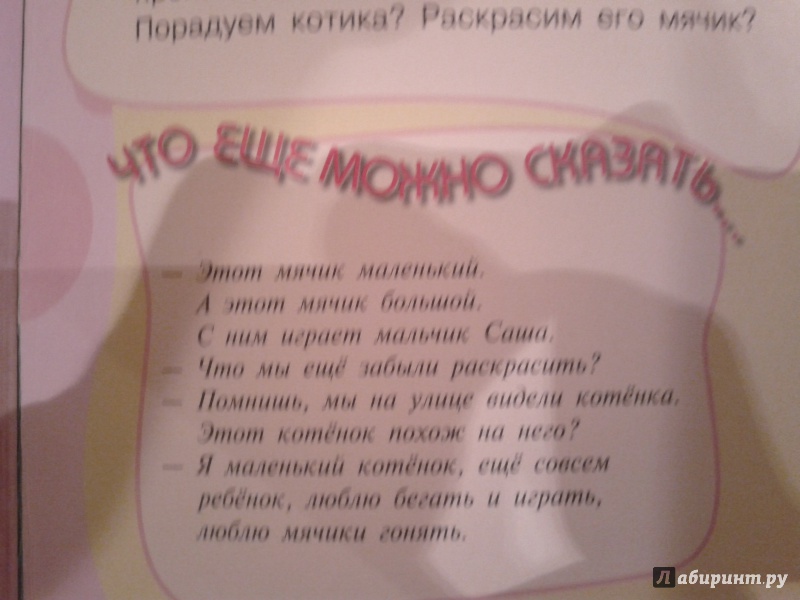 Порадуем котика? Раскрасим его мячик?
ЧТО ЕЩЕ МОЖНО СКАЗАТЬ...
— Этот мячик маленький.
А этот мячик большой.
С ним играет мальчик Саша.
— Что мы ещё забыли раскрасить?
— Помнишь, мы на улице видели котёнка.
Этот котёнок похож на него?
— Я маленький котёнок, ещё совсем
ребёнок, люблю бегать и играть,
люблю мячики гонять.
Лабиринт.ру